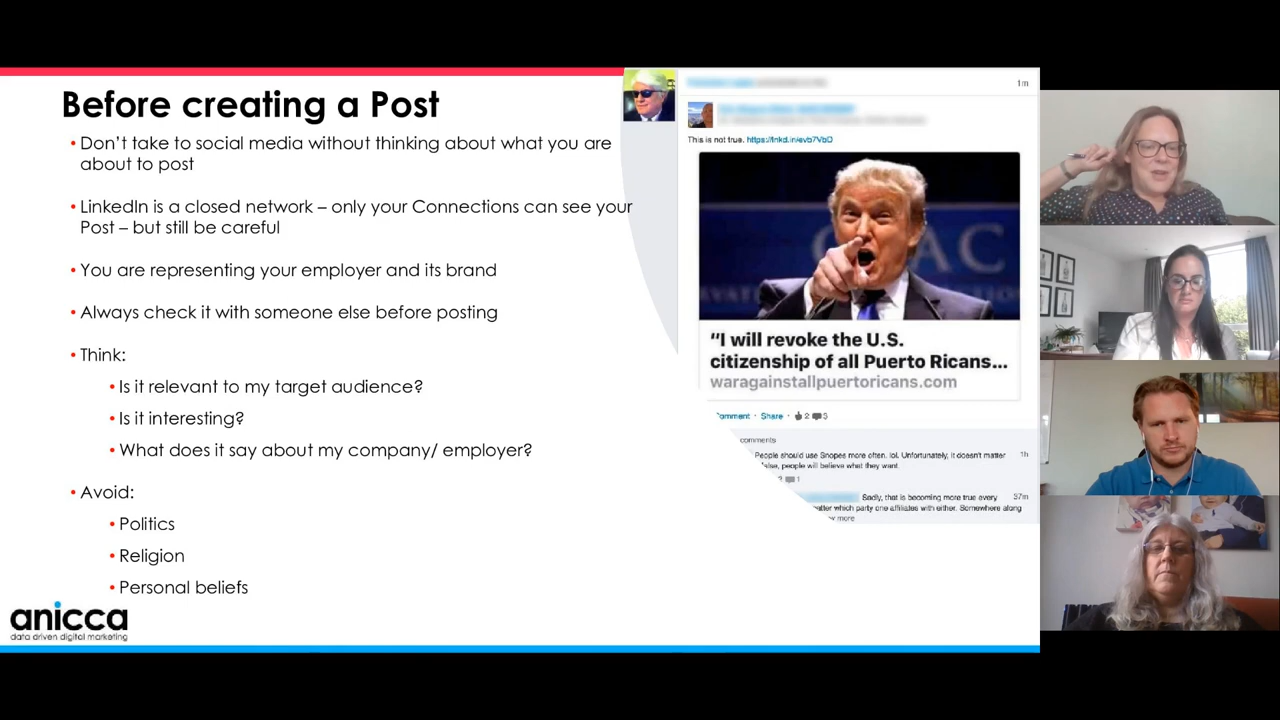 Before creating a Post
• Don't take to social media without thinking about what you are
about to post
• LinkedIn is a closed network – only your Connections can see your
Post – but still be careful
• You are representing your employer and its brand
• Always check it with someone else before posting
• Think:
• Is it relevant to my target audience?
• Is it interesting?
• What does it say about my company/ employer?
• Avoid:
• Politics
• Religion
• Personal beliefs
anicca
data driven digital marketing
1m
This is not true. https://lnkd.in/evb7VbD
"I will revoke the U.S.
citizenship of all Puerto Ricans...
waragainstallpuertoricans.com
Share · 2 5
comments
People should use Snopes more often. lol. Unfortunately, it doesn't matter
1h
people will believe what they want.
1
Sadly, that is becoming more true every
37m
which party one affiliates with either. Somewhere along
more